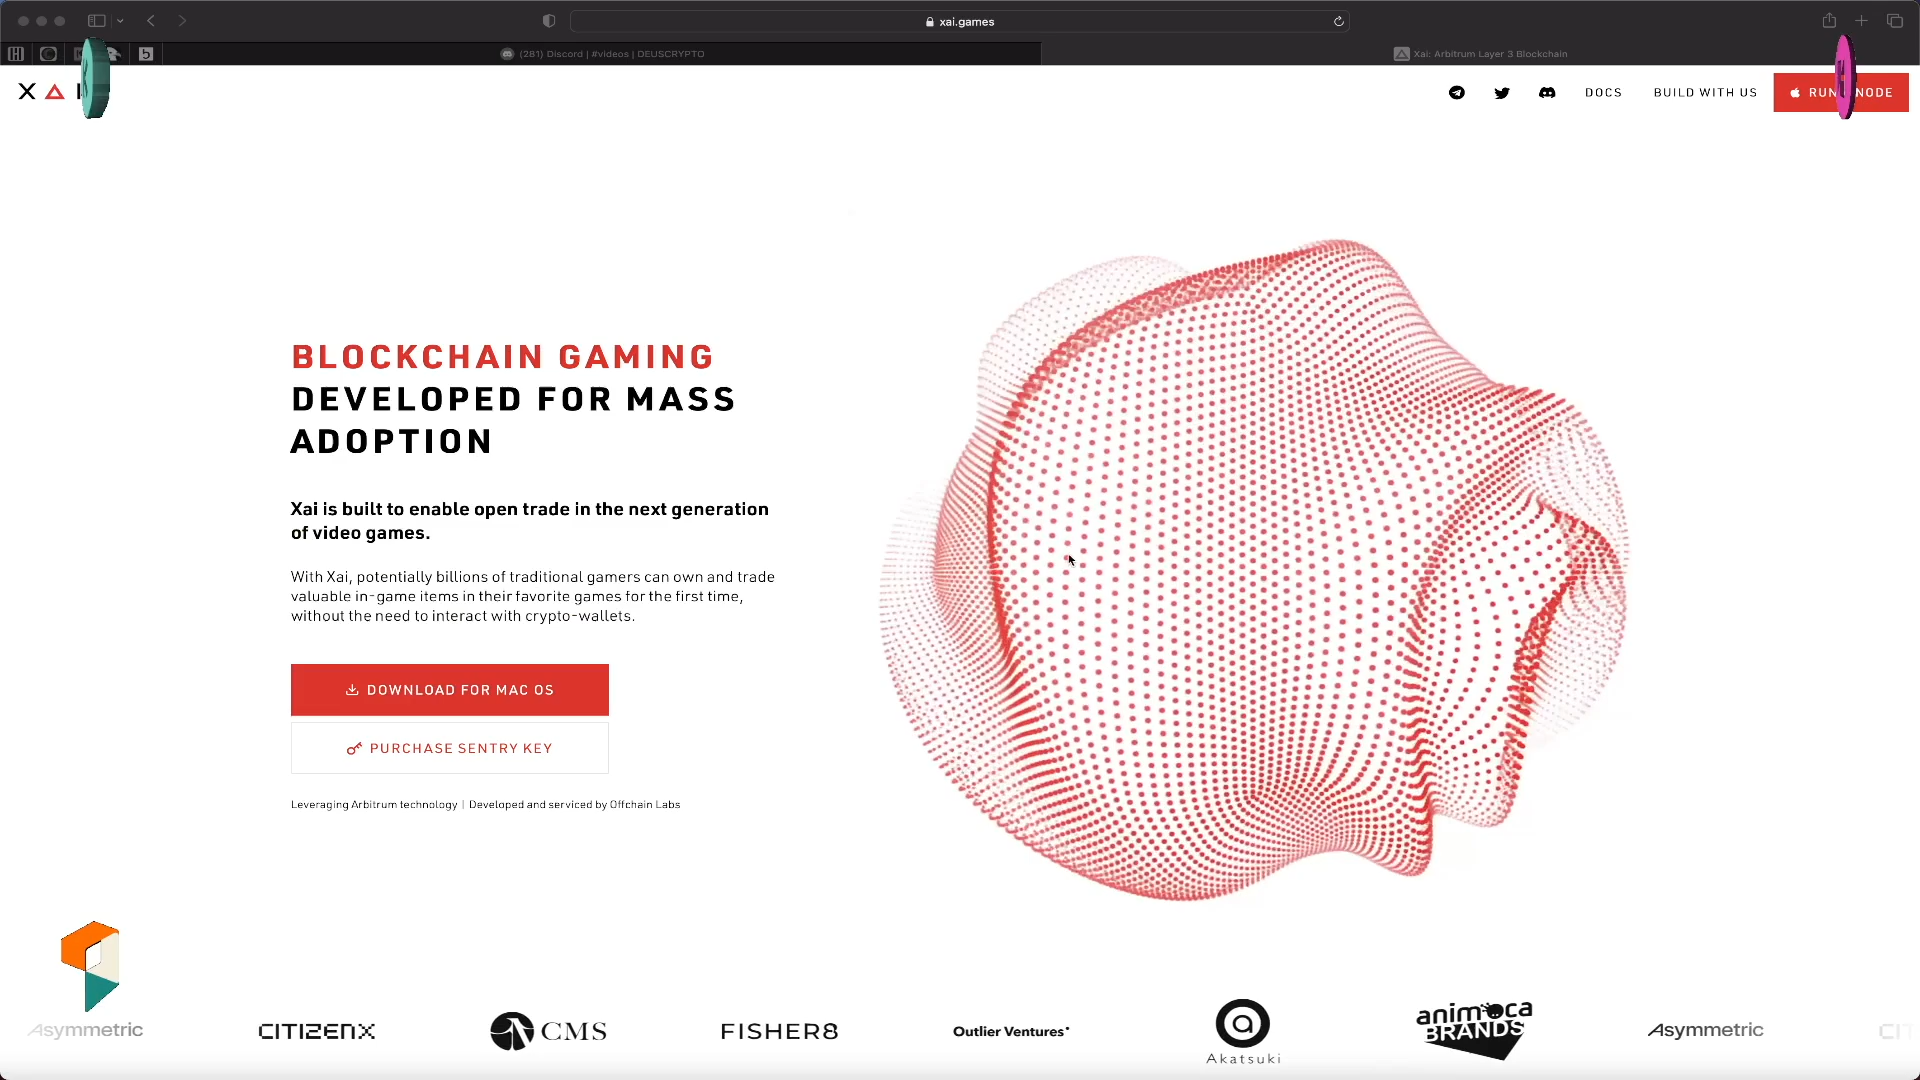 xai.games
(281) Discord | #videos | DEUSCRYPTO
Xai: Arbitrum Layer 3 Blockchain
DOCS
BUILD WITH US
RUN NODE
BLOCKCHAIN GAMING
DEVELOPED FOR MASS
ADOPTION
Xai is built to enable open trade in the next generation
of video games.
With Xai, potentially billions of traditional gamers can own and trade
valuable in-game items in their favorite games for the first time,
without the need to interact with crypto-wallets.
DOWNLOAD FOR MAC OS
PURCHASE SENTRY KEY
Leveraging Arbitrum technology | Developed and serviced by Offchain Labs
Asymmetric
CITIZENX
CMS
FISHER8
Outlier Ventures
Akatsuki
animoca
BRANDS
Asymmetric
CIT